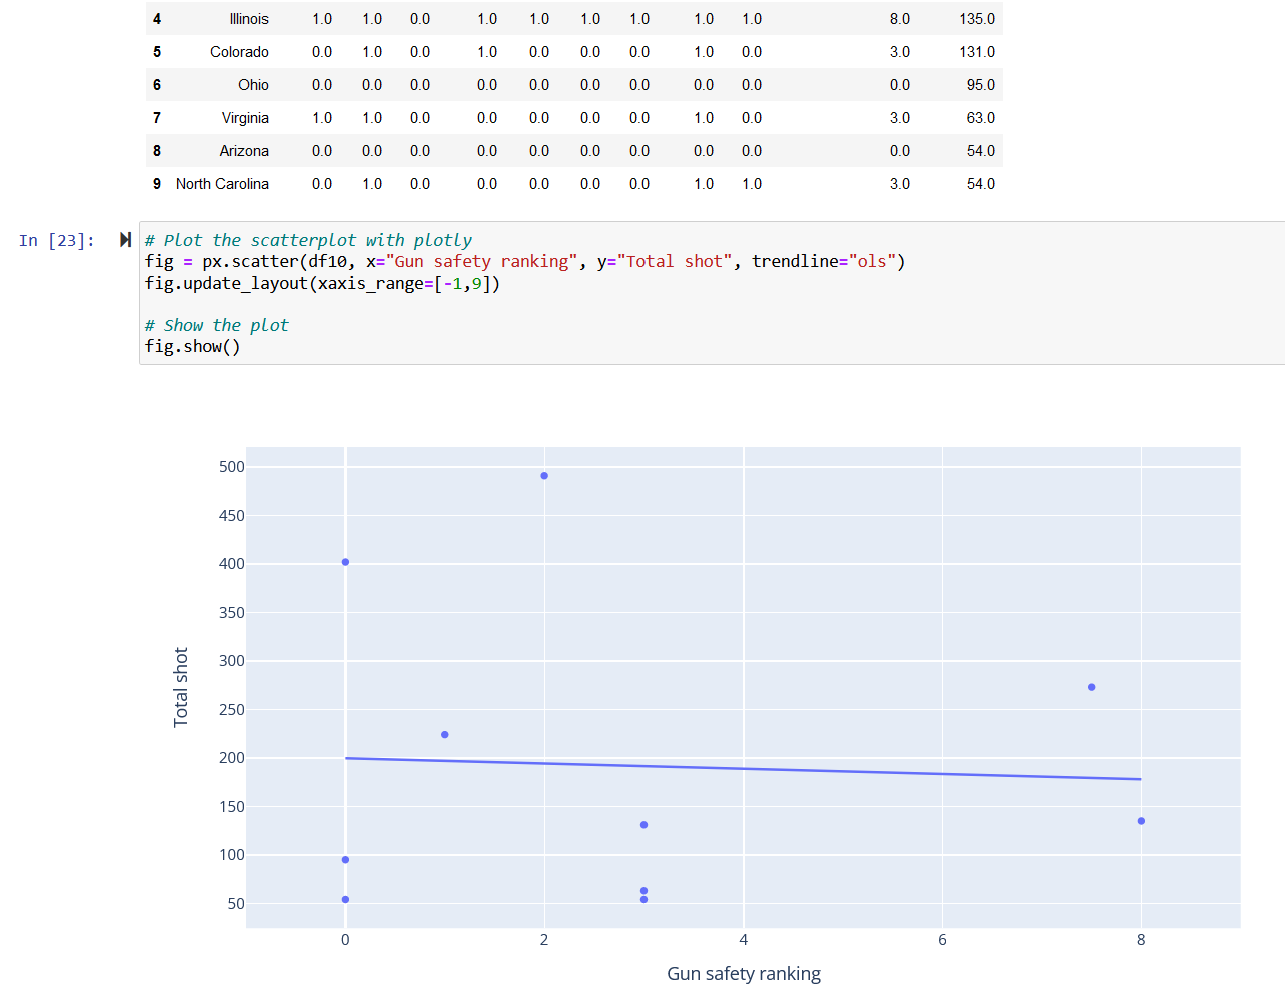 4 Illinois 1.0 1.0 0.0 1.0 1.0 1.0 1.0 1.0 1.0 8.0 135.0
5 Colorado 0.0 1.0 0.0 1.0 0.0 0.0 0.0 1.0 0.0 3.0 131.0
6 Ohio 0.0 0.0 0.0 0.0 0.0 0.0 0.0 0.0 0.0 0.0 95.0
7 Virginia 1.0 1.0 0.0 0.0 0.0 0.0 0.0 1.0 0.0 3.0 63.0
8 Arizona 0.0 0.0 0.0 0.0 0.0 0.0 0.0 0.0 0.0 0.0 54.0
9 North Carolina 0.0 1.0 0.0 0.0 0.0 0.0 0.0 1.0 1.0 3.0 54.0
In [23]: # Plot the scatterplot with plotly
fig = px.scatter(df10, x="Gun safety ranking", y="Total shot", trendline="ols")
fig.update_layout(xaxis_range=[-1,9])
# Show the plot
fig.show()
500
450
400
350
300
250
200
150
100
50
Total shot
0 2 4 6 8
Gun safety ranking